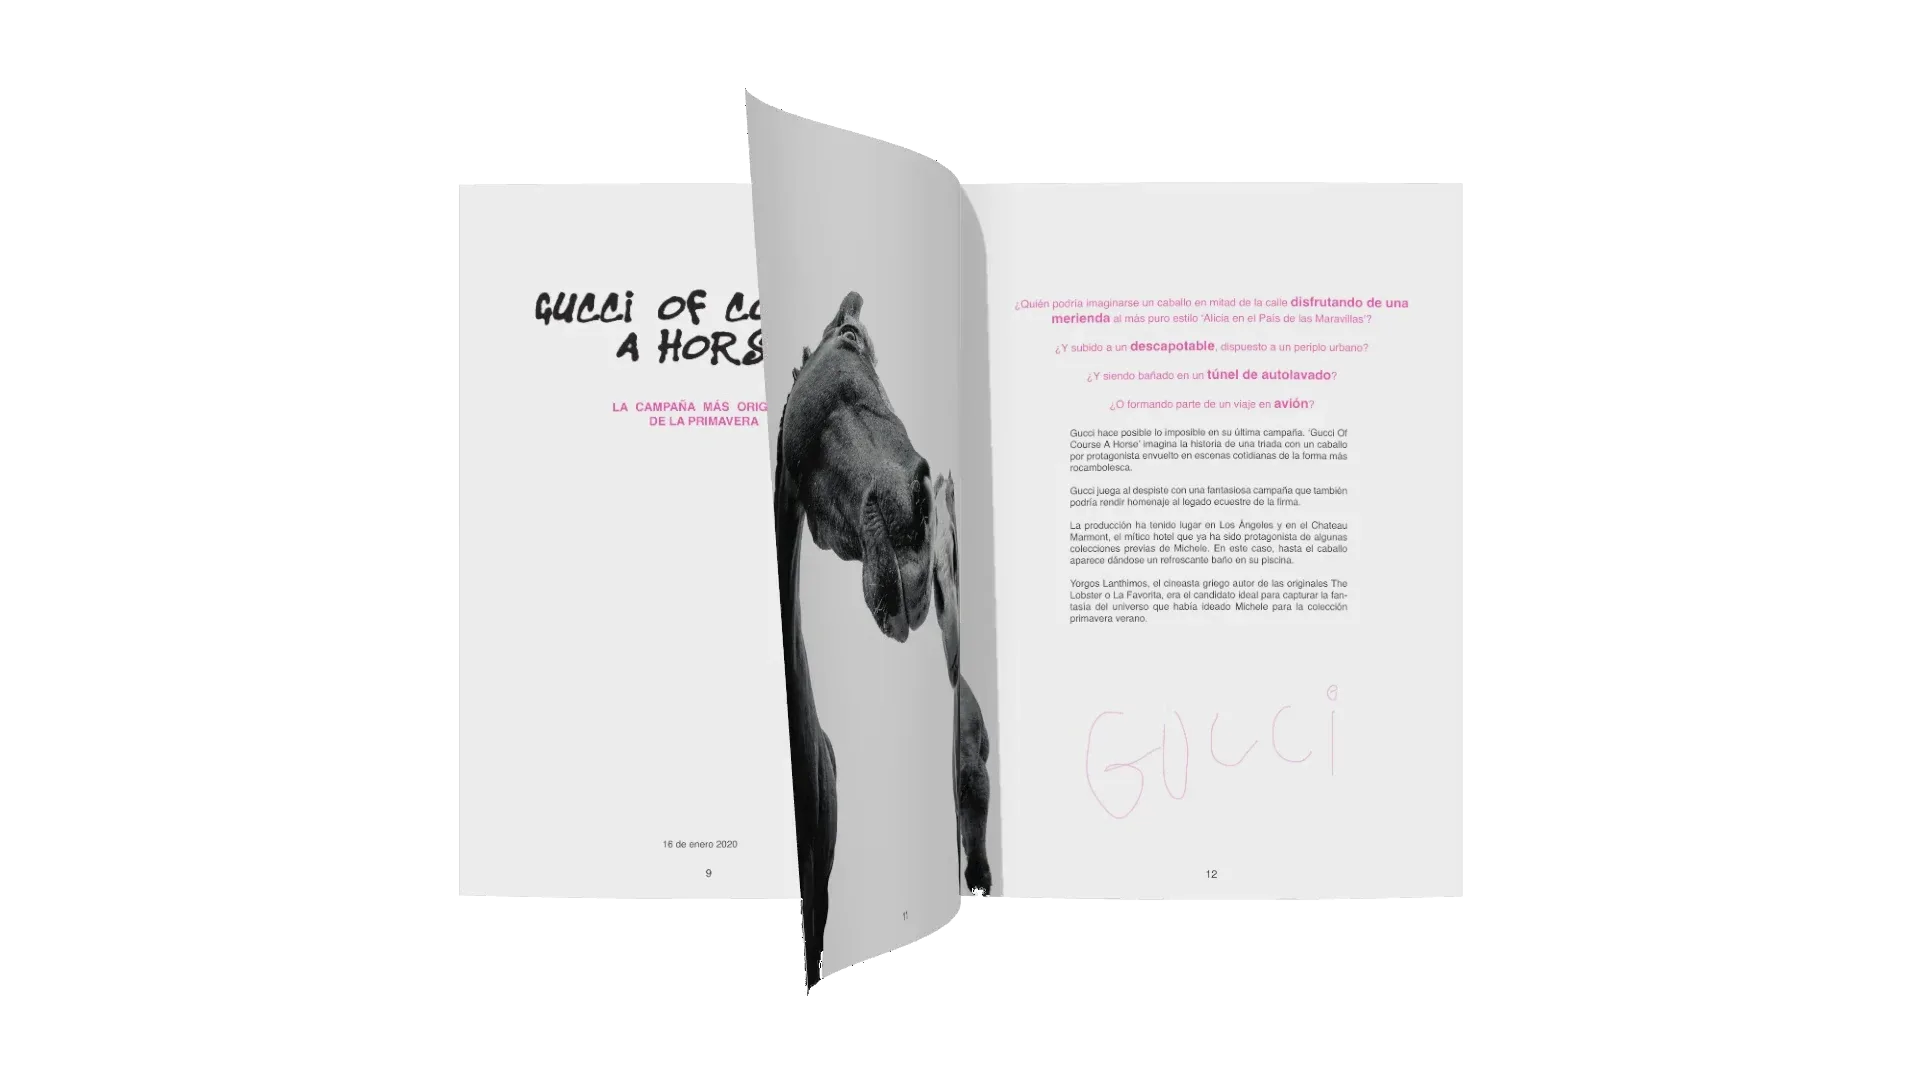 GUCCi OF CO
A HORS
LA CAMPAÑA MÁS ORIG
DE LA PRIMAVERA
16 de enero 2020
9
11
¿Quién podría imaginarse un caballo en mitad de la calle disfrutando de una
merienda al más puro estilo 'Alicia en el País de las Maravillas'?
¿Y subido a un descapotable, dispuesto a un periplo urbano?
¿Y siendo bañado en un túnel de autolavado?
¿O formando parte de un viaje en avión?
Gucci hace posible lo imposible en su última campaña. 'Gucci Of
Course A Horse' imagina la historia de una triada con un caballo
por protagonista envuelto en escenas cotidianas de la forma más
rocambolesca.
Gucci juega al despiste con una fantasiosa campaña que también
podría rendir homenaje al legado ecuestre de la firma.
La producción ha tenido lugar en Los Ángeles y en el Chateau
Marmont, el mítico hotel que ya ha sido protagonista de algunas
colecciones previas de Michele. En este caso, hasta el caballo
aparece dándose un refrescante baño en su piscina.
Yorgos Lanthimos, el cineasta griego autor de las originales The
Lobster o La Favorita, era el candidato ideal para capturar la fan-
tasía del universo que había ideado Michele para la colección
primavera verano.
GUCCi
12